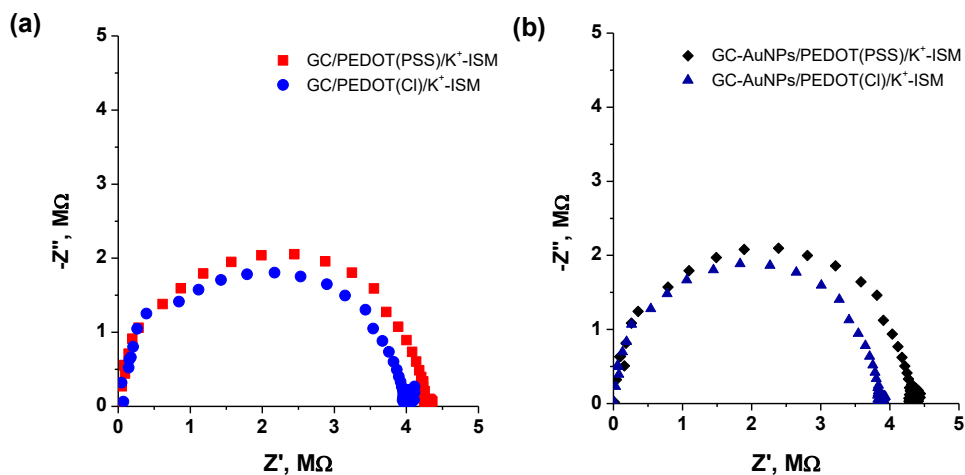 (a)
GC/PEDOT(PSS)/K⁺-ISM
GC/PEDOT(Cl)/K⁺-ISM
5
4
3
2
1
0
-Z'', MΩ
0 1 2 3 4 5
Z', MΩ
(b)
GC-AuNPs/PEDOT(PSS)/K⁺-ISM
GC-AuNPs/PEDOT(Cl)/K⁺-ISM
5
4
3
2
1
0
-Z'', MΩ
0 1 2 3 4 5
Z', MΩ